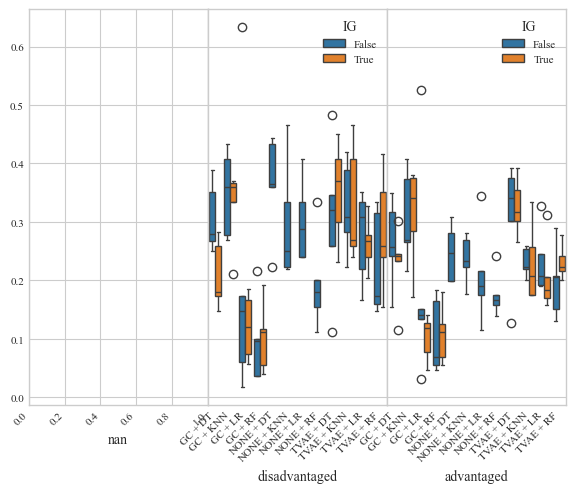 IG
False
True
IG
False
True
0.6
0.5
0.4
0.3
0.2
0.1
0.0
0.0
0.2
0.4
0.6
0.8
1.0
GC + DT
GC + KNN
GC + LR
GC + RF
NONE + DT
NONE + KNN
NONE + LR
NONE + RF
TVAE + DT
TVAE + KNN
TVAE + LR
TVAE + RF
GC + DT
GC + KNN
GC + LR
GC + RF
NONE + DT
NONE + KNN
NONE + LR
NONE + RF
TVAE + DT
TVAE + KNN
TVAE + LR
TVAE + RF
nan
disadvantaged
advantaged